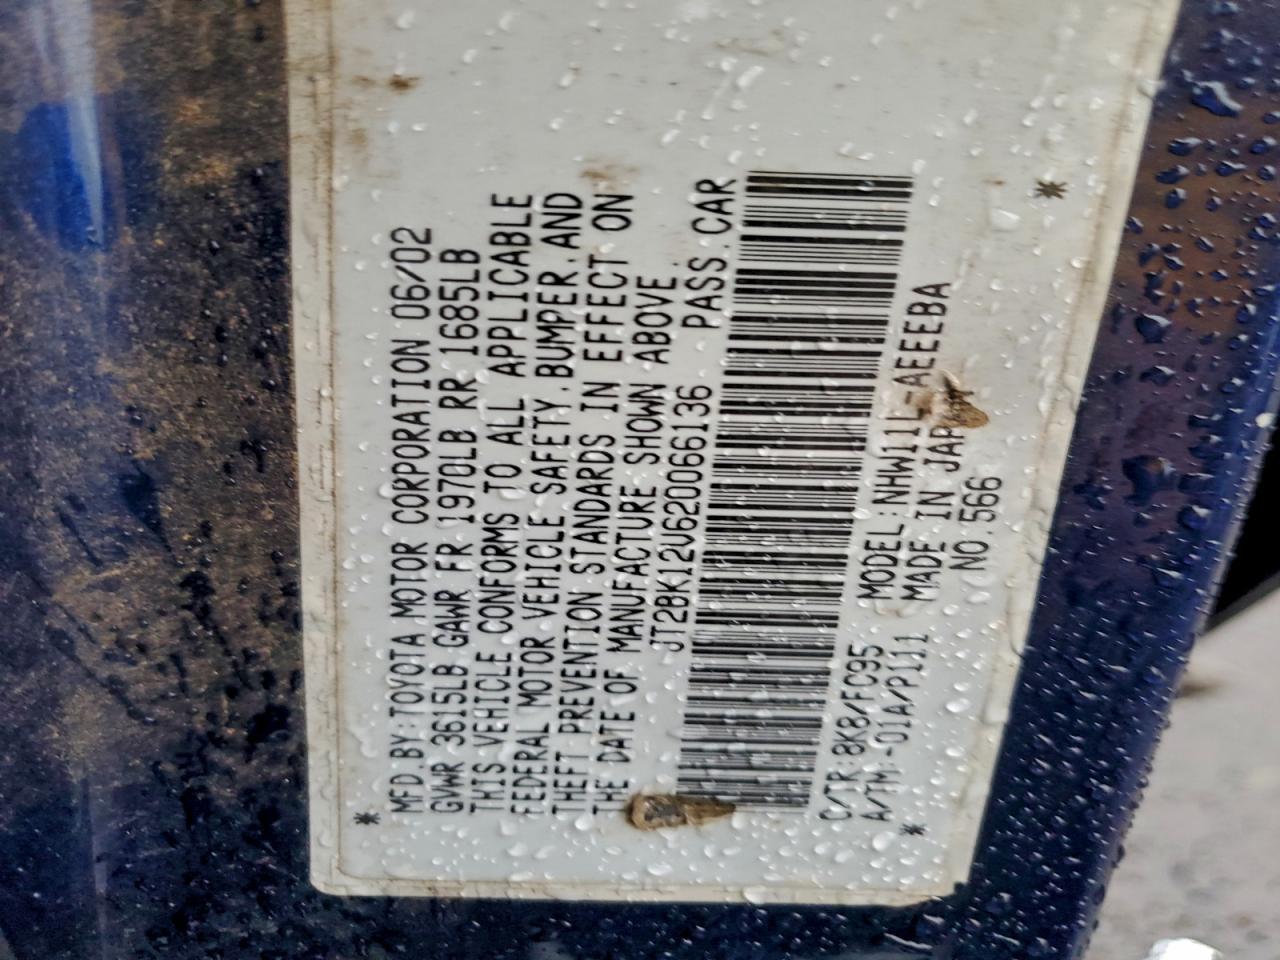 MFD BY:TOYOTA MOTOR CORPORATION 06/02
GVWR 3615LB GAWR FR 1970LB RR 1685LB
THIS VEHICLE CONFORMS TO ALL APPLICABLE
FEDERAL MOTOR VEHICLE SAFETY.BUMPER.AND
THEFT PREVENTION STANDARDS IN EFFECT ON
THE DATE OF MANUFACTURE SHOWN ABOVE.
JT2BK12U620066136 PASS.CAR
C/TR:8K8/FC95 MODEL:NHW11L-AEEEBA
A/TM:-01A/P111 MADE IN JAPAN
NO.566